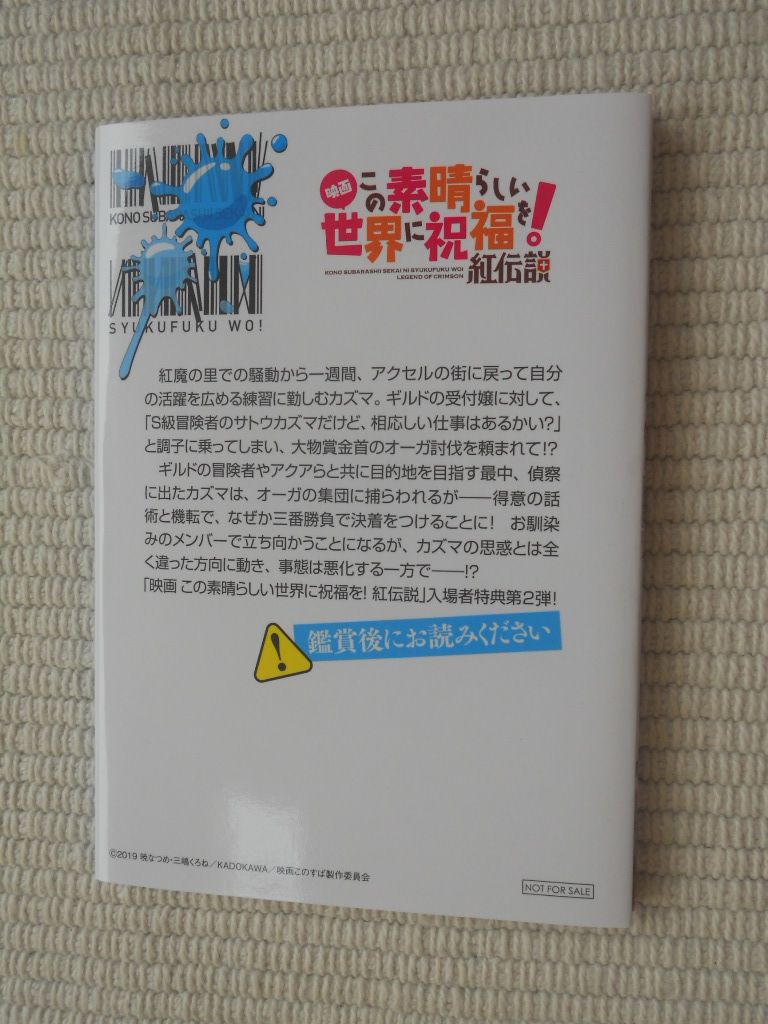 KONO SUBARASHII SEKAI NI
SYUKUFUKU WO!
映画
この素晴らしい
世界に祝福を!
KONO SUBARASHII SEKAI NI SYUKUFUKU WO!
LEGEND OF CRIMSON
紅伝説
紅魔の里での騒動から一週間、アクセルの街に戻って自分
の活躍を広める練習に勤しむカズマ。ギルドの受付嬢に対して、
「S級冒険者のサトウカズマだけど、相応しい仕事はあるかい?」
と調子に乗ってしまい、大物賞金首のオーガ討伐を頼まれて!?
ギルドの冒険者やアクアらと共に目的地を目指す最中、偵察
に出たカズマは、オーガの集団に捕らわれるが――得意の話
術と機転で、なぜか三番勝負で決着をつけることに! お馴染
みのメンバーで立ち向かうことになるが、カズマの思惑とは全
く違った方向に動き、事態は悪化する一方で――!?
「映画 この素晴らしい世界に祝福を! 紅伝説」入場者特典第2弾!
鑑賞後にお読みください
©2019 暁なつめ・三嶋くろね/KADOKAWA/映画このすば製作委員会
NOT FOR SALE